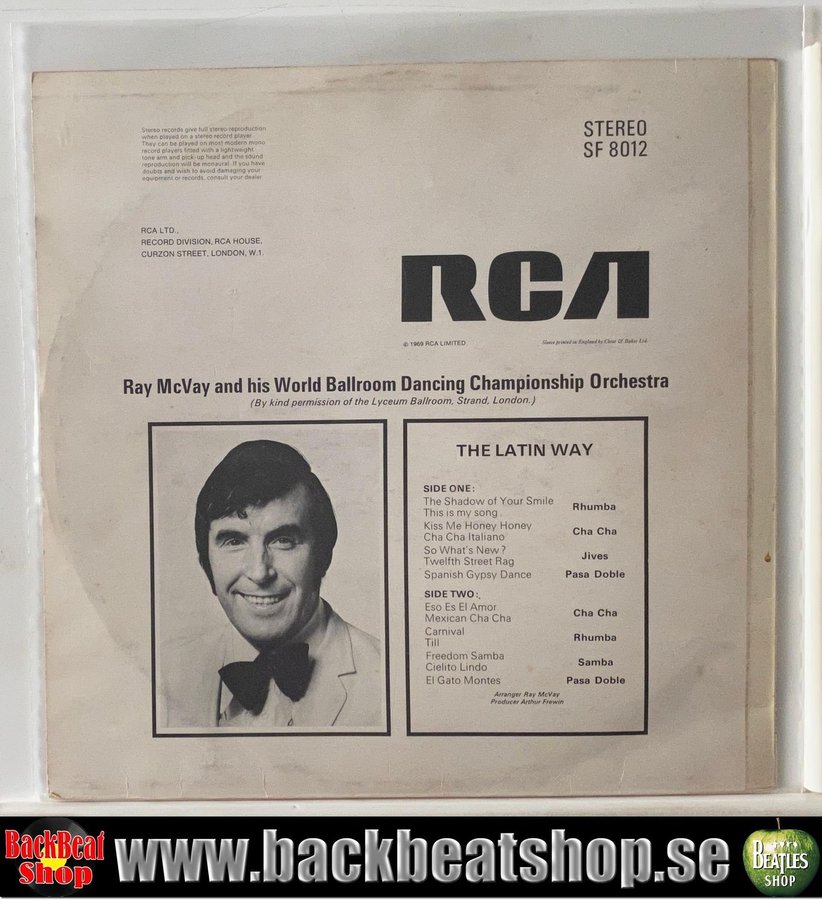 Stereo records give full stereo reproduction
when played on a stereo record player.
They can be played on most modern mono
record players fitted with a lightweight
tone arm and pick-up head and the sound
reproduction will be monaural. If you have
doubts and wish to avoid damaging your
equipment or records, consult your dealer
STEREO
SF 8012
RCA LTD.,
RECORD DIVISION, RCA HOUSE,
CURZON STREET, LONDON, W.1.
RCA
© 1969 RCA LIMITED
Sleeve printed in England by Clout & Baker Ltd.
Ray McVay and his World Ballroom Dancing Championship Orchestra
(By kind permission of the Lyceum Ballroom, Strand, London.)
THE LATIN WAY
SIDE ONE:
The Shadow of Your Smile
This is my song.
Rhumba
Kiss Me Honey Honey
Cha Cha Italiano
Cha Cha
So What's New?
Twelfth Street Rag
Jives
Spanish Gypsy Dance Pasa Doble
SIDE TWO:
Eso Es El Amor
Mexican Cha Cha
Cha Cha
Carnival
Till
Rhumba
Freedom Samba
Cielito Lindo
Samba
El Gato Montes Pasa Doble
Arranger Ray McVay
Producer Arthur Frewin
BackBeat
Shop
www.backbeatshop.se
BEATLES
SHOP